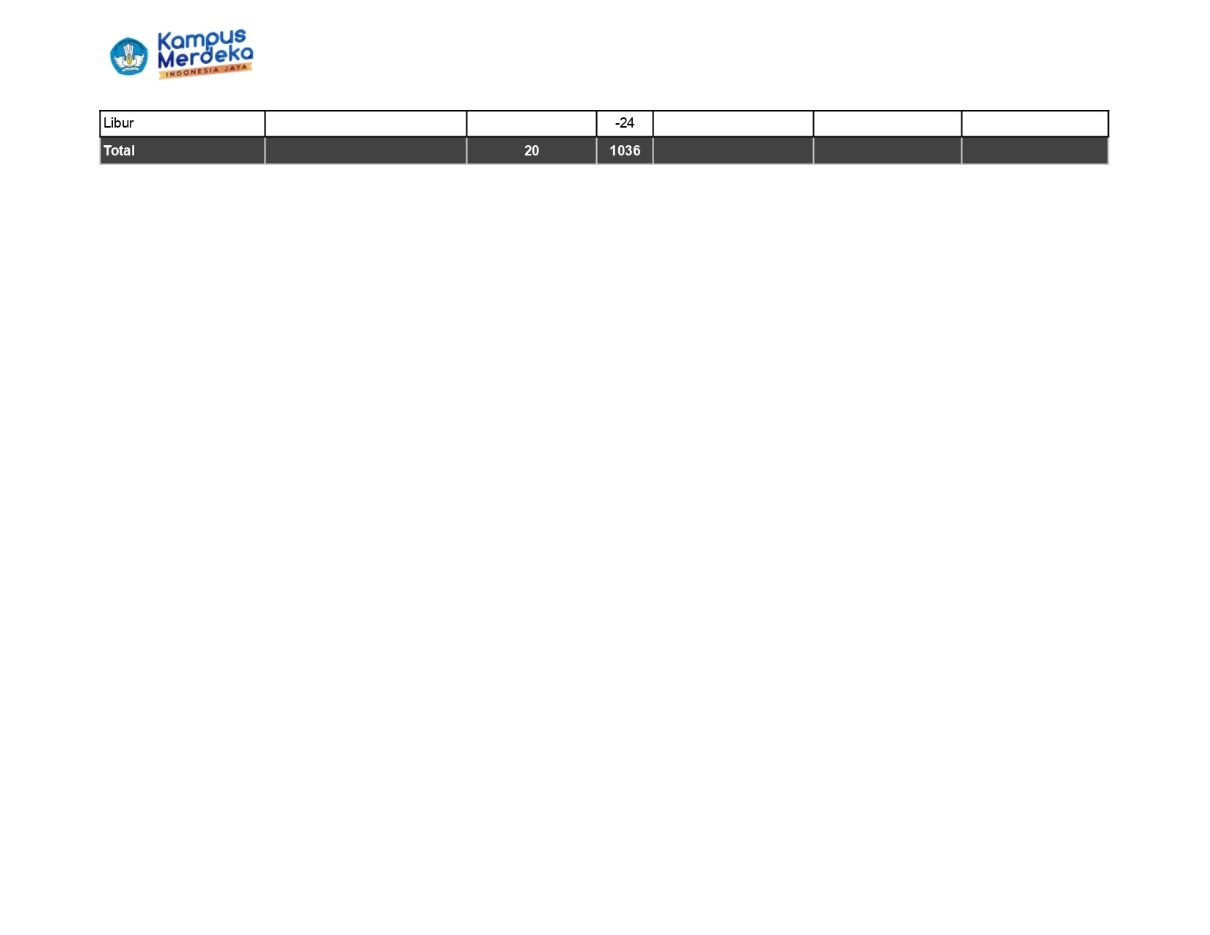 Kampus
Merdeka
INDONESIA JAYA
Libur -24
Total 20 1036